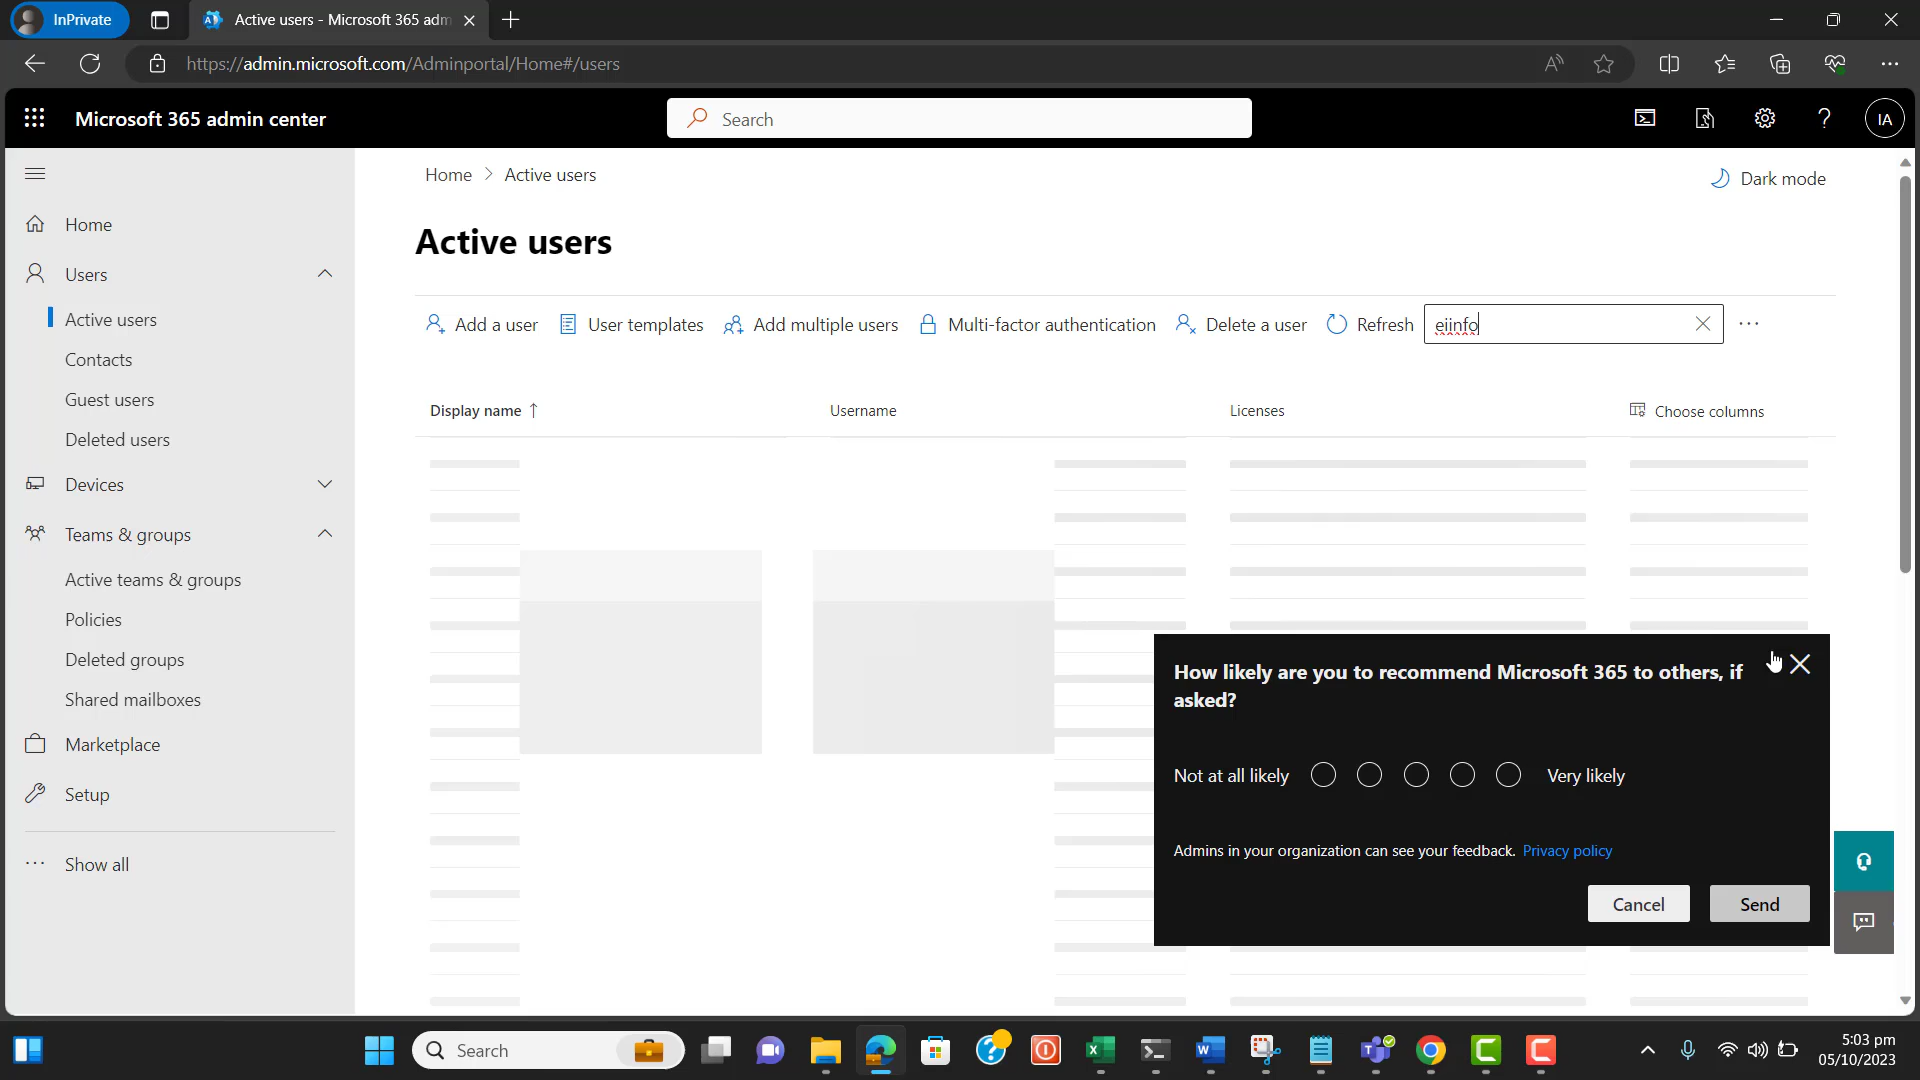 InPrivate
Active users - Microsoft 365 adm
https://admin.microsoft.com/Adminportal/Home#/users
Microsoft 365 admin center
Search
IA
Home > Active users
Dark mode
Home
Users
Active users
Contacts
Guest users
Deleted users
Devices
Teams & groups
Active teams & groups
Policies
Deleted groups
Shared mailboxes
Marketplace
Setup
Show all
Active users
Add a user
User templates
Add multiple users
Multi-factor authentication
Delete a user
Refresh
eiinfo
Display name ↑
Username
Licenses
Choose columns
How likely are you to recommend Microsoft 365 to others, if
asked?
Not at all likely
Very likely
Admins in your organization can see your feedback. Privacy policy
Cancel
Send
Search
5:03 pm
05/10/2023